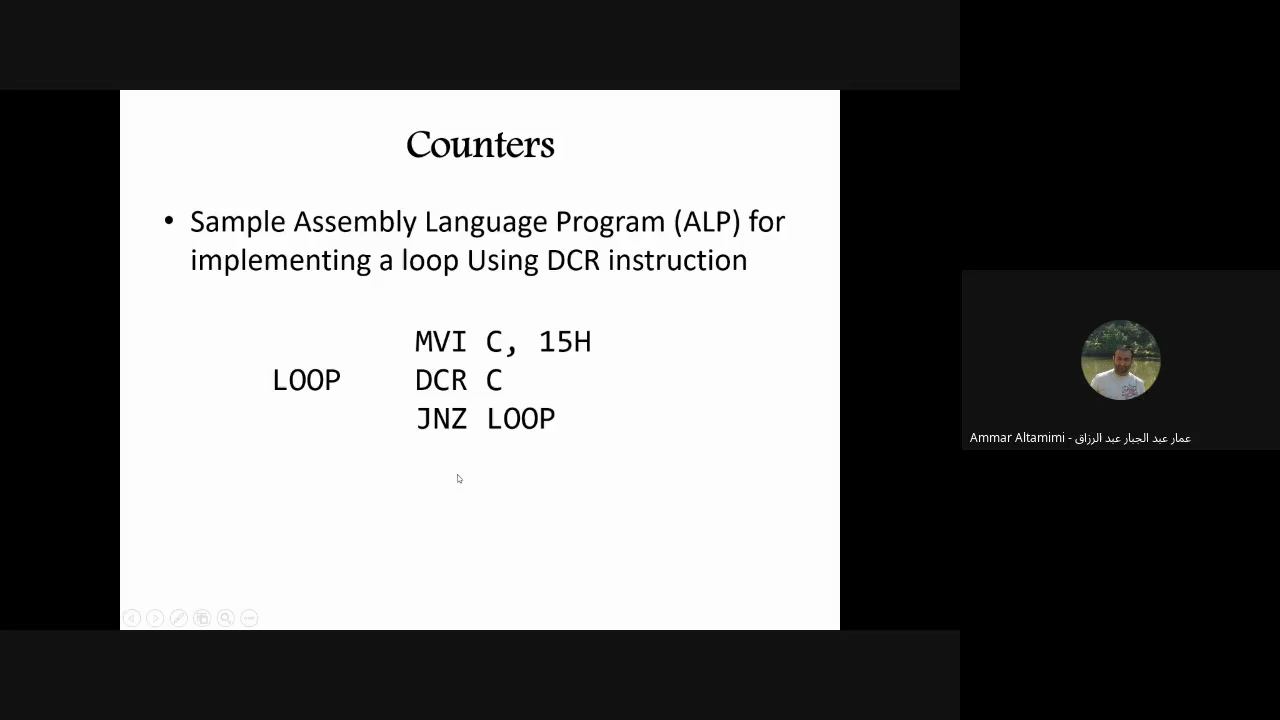 Counters
• Sample Assembly Language Program (ALP) for
implementing a loop Using DCR instruction
MVI C, 15H
LOOP DCR C
JNZ LOOP
Ammar Altamimi - عمار عبد الجبار عبد الرزاق